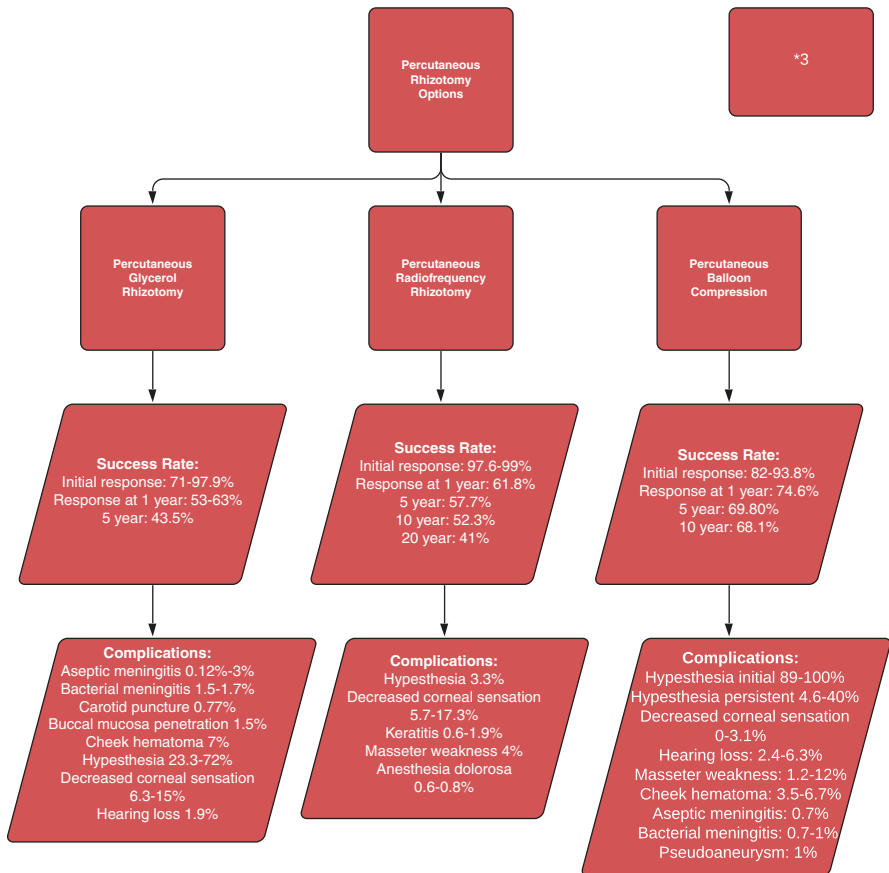 Percutaneous
Rhizotomy
Options
*3
Percutaneous
Glycerol
Rhizotomy
Percutaneous
Radiofrequency
Rhizotomy
Percutaneous
Balloon
Compression
Success Rate:
Initial response: 71-97.9%
Response at 1 year: 53-63%
5 year: 43.5%
Success Rate:
Initial response: 97.6-99%
Response at 1 year: 61.8%
5 year: 57.7%
10 year: 52.3%
20 year: 41%
Success Rate:
Initial response: 82-93.8%
Response at 1 year: 74.6%
5 year: 69.80%
10 year: 68.1%
Complications:
Aseptic meningitis 0.12%-3%
Bacterial meningitis 1.5-1.7%
Carotid puncture 0.77%
Buccal mucosa penetration 1.5%
Cheek hematoma 7%
Hypesthesia 23.3-72%
Decreased corneal sensation
6.3-15%
Hearing loss 1.9%
Complications:
Hypesthesia 3.3%
Decreased corneal sensation
5.7-17.3%
Keratitis 0.6-1.9%
Masseter weakness 4%
Anesthesia dolorosa
0.6-0.8%
Complications:
Hypesthesia initial 89-100%
Hypesthesia persistent 4.6-40%
Decreased corneal sensation
0-3.1%
Hearing loss: 2.4-6.3%
Masseter weakness: 1.2-12%
Cheek hematoma: 3.5-6.7%
Aseptic meningitis: 0.7%
Bacterial meningitis: 0.7-1%
Pseudoaneurysm: 1%